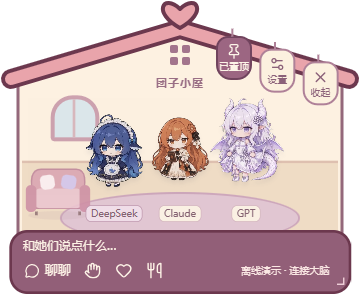 团子小屋
已置顶
设置
收起
DeepSeek
Claude
GPT
和她们说点什么...
聊聊
离线演示 · 连接大脑